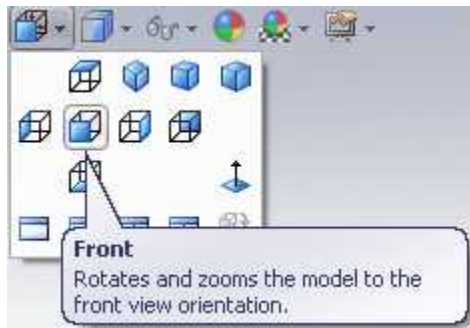 Front
Rotates and zooms the model to the
front view orientation.